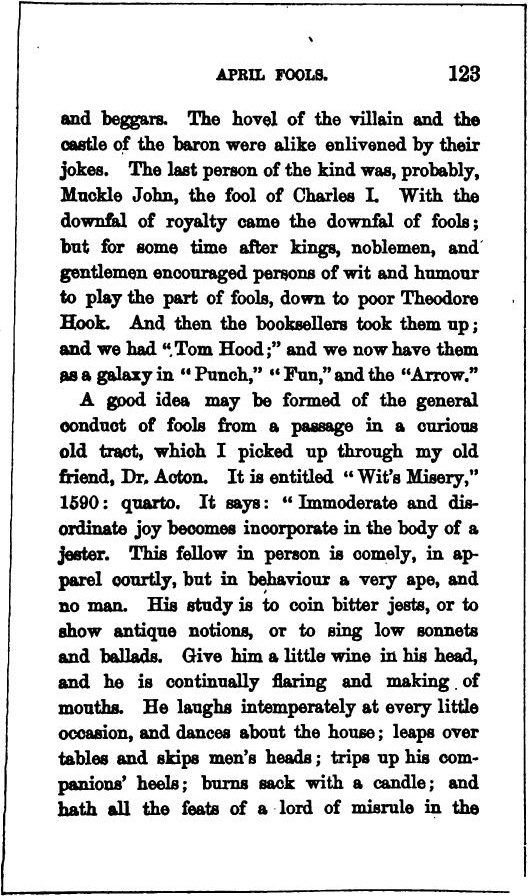 APRIL FOOLS. 123
and beggars. The hovel of the villain and the
castle of the baron were alike enlivened by their
jokes. The last person of the kind was, probably,
Muckle John, the fool of Charles I. With the
downfal of royalty came the downfal of fools;
but for some time after kings, noblemen, and
gentlemen encouraged persons of wit and humour
to play the part of fools, down to poor Theodore
Hook. And then the booksellers took them up;
and we had "Tom Hood;" and we now have them
as a galaxy in "Punch," "Fun," and the "Arrow."
A good idea may be formed of the general
conduct of fools from a passage in a curious
old tract, which I picked up through my old
friend, Dr. Acton. It is entitled "Wit's Misery,"
1590: quarto. It says: "Immoderate and dis-
ordinate joy becomes incorporate in the body of a
jester. This fellow in person is comely, in ap-
parel courtly, but in behaviour a very ape, and
no man. His study is to coin bitter jests, or to
show antique notions, or to sing low sonnets
and ballads. Give him a little wine in his head,
and he is continually flaring and making of
mouths. He laughs intemperately at every little
occasion, and dances about the house; leaps over
tables and skips men's heads; trips up his com-
panions' heels; burns sack with a candle; and
hath all the feats of a lord of misrule in the